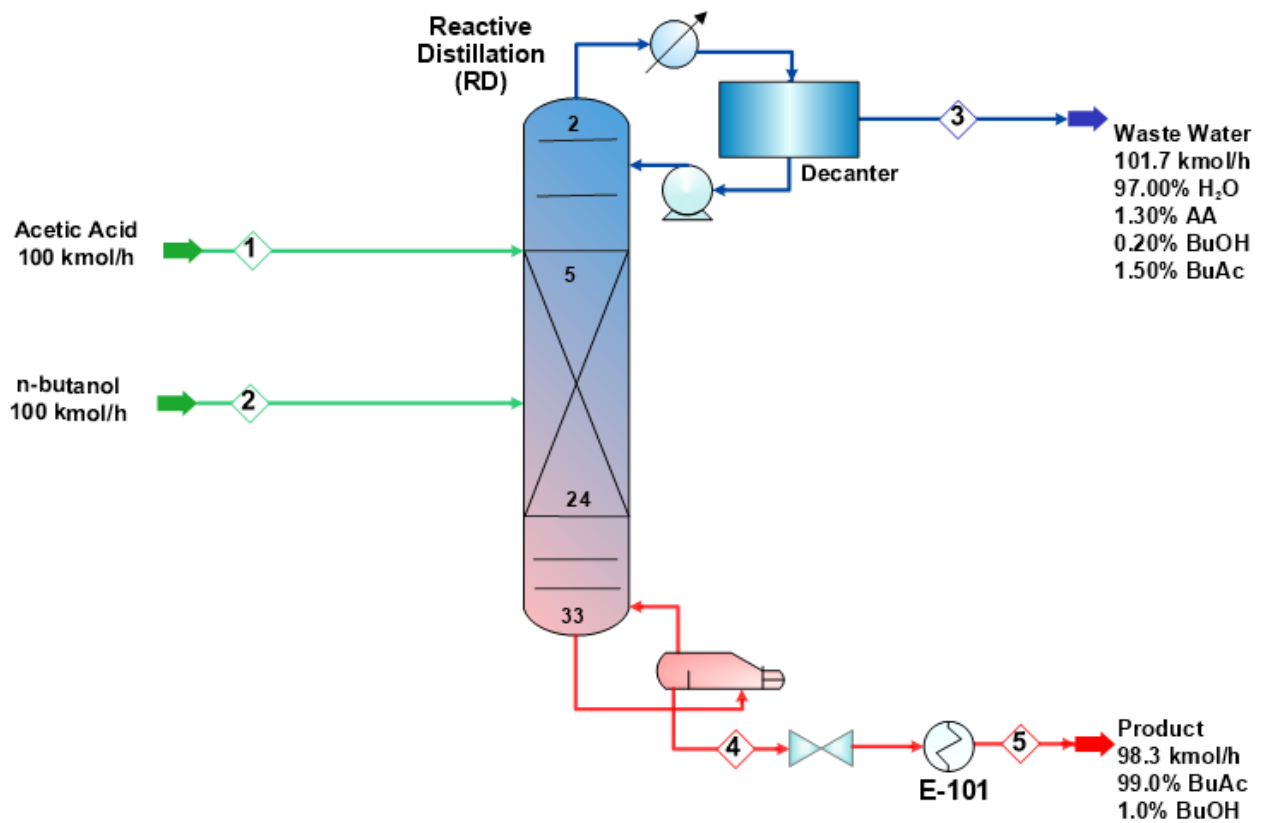 Reactive
Distillation
(RD)
2
3
Waste Water
101.7 kmol/h
97.00% H₂O
1.30% AA
0.20% BuOH
1.50% BuAc
Decanter
Acetic Acid
100 kmol/h
1
5
n-butanol
100 kmol/h
2
24
33
4
5
E-101
Product
98.3 kmol/h
99.0% BuAc
1.0% BuOH